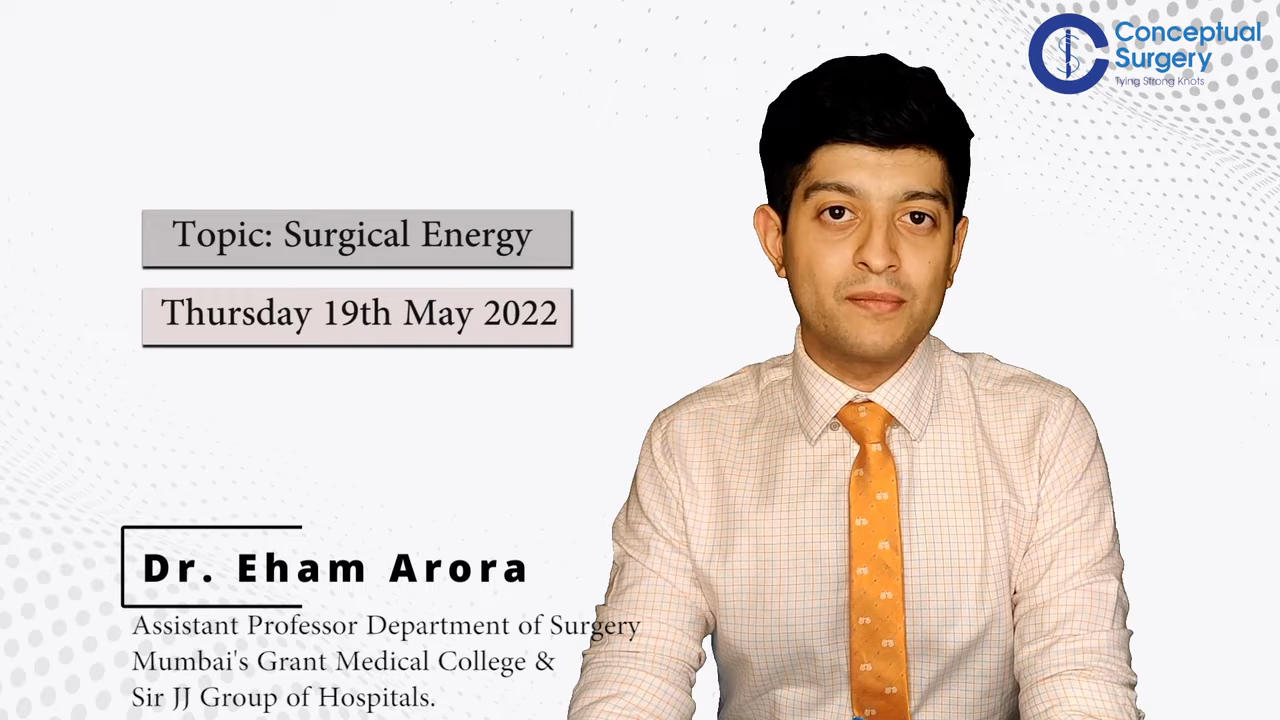 Conceptual
Surgery
Tying Strong Knots
Topic: Surgical Energy
Thursday 19th May 2022
Dr. Eham Arora
Assistant Professor Department of Surgery
Mumbai's Grant Medical College &
Sir JJ Group of Hospitals.